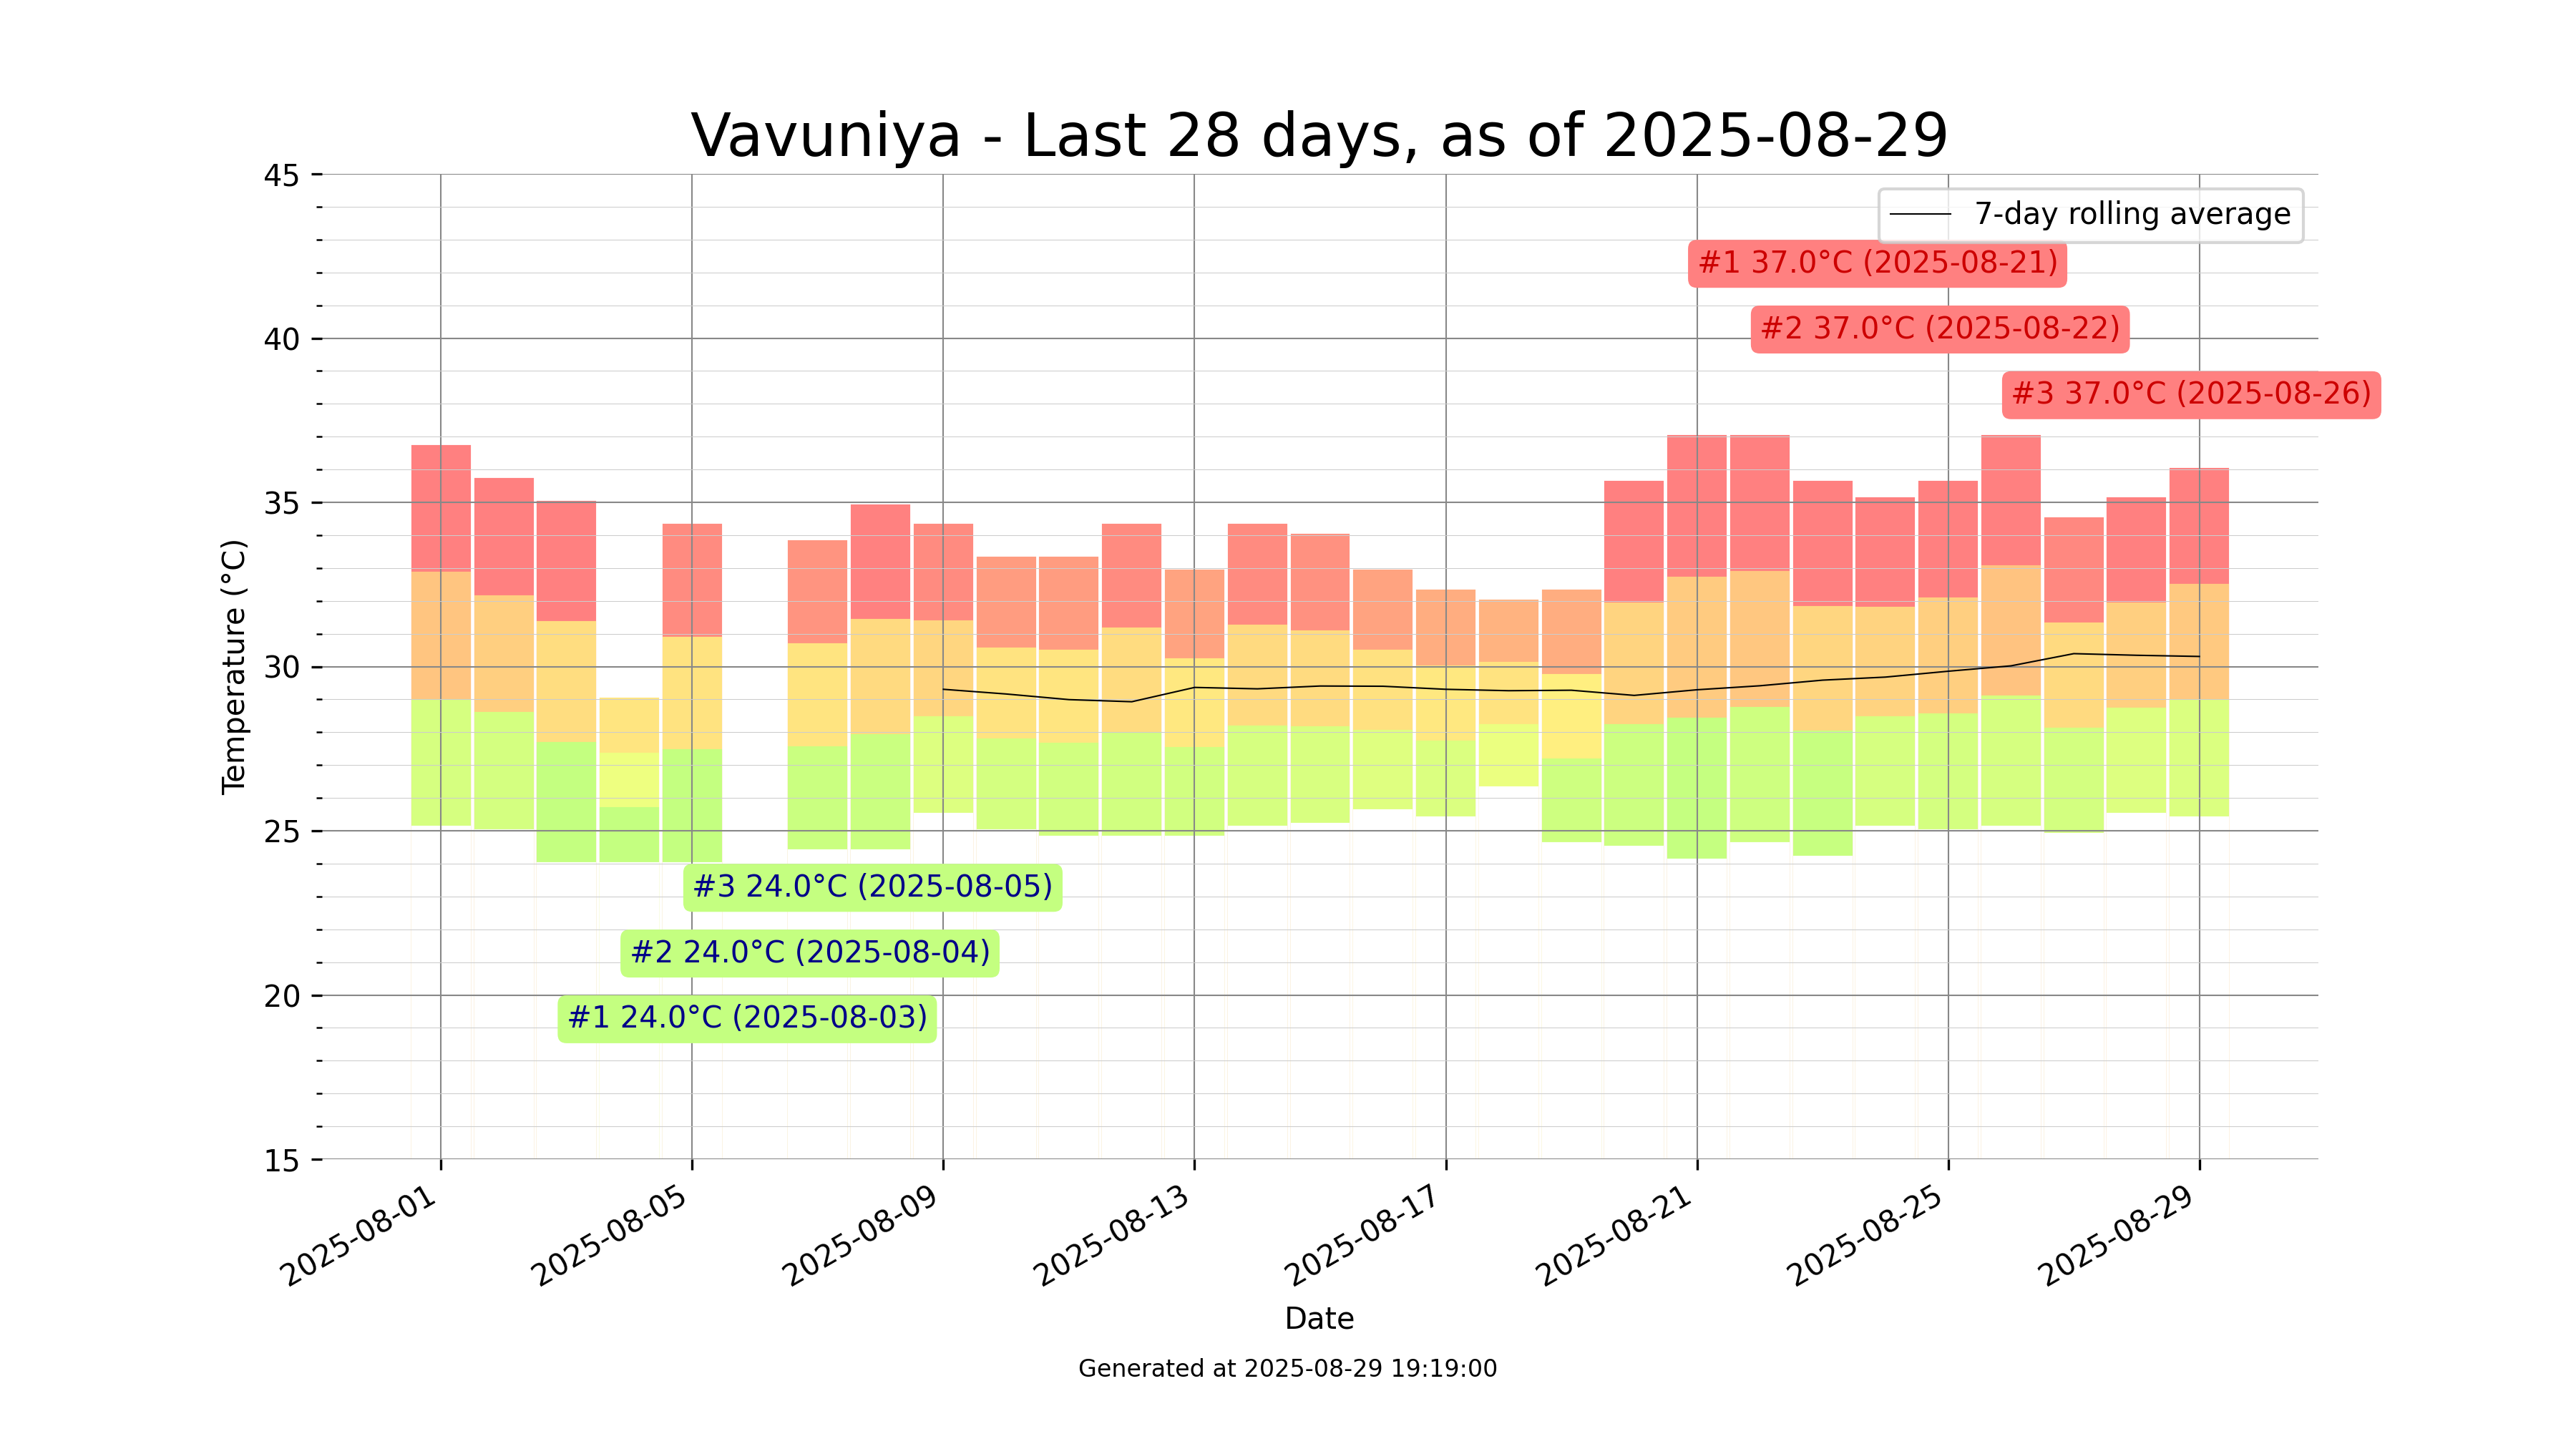 Vavuniya - Last 28 days, as of 2025-08-29
45
40
35
30
25
20
15
Temperature (°C)
7-day rolling average
#1 37.0°C (2025-08-21)
#2 37.0°C (2025-08-22)
#3 37.0°C (2025-08-26)
#3 24.0°C (2025-08-05)
#2 24.0°C (2025-08-04)
#1 24.0°C (2025-08-03)
2025-08-01
2025-08-05
2025-08-09
2025-08-13
2025-08-17
2025-08-21
2025-08-25
2025-08-29
Date
Generated at 2025-08-29 19:19:00